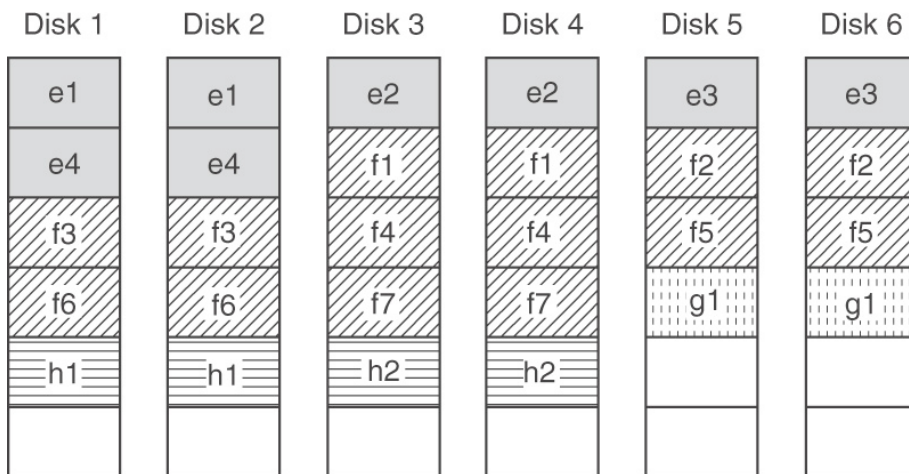 Disk 1 Disk 2 Disk 3 Disk 4 Disk 5 Disk 6
e1 e1 e2 e2 e3 e3
e4 e4 f1 f1 f2 f2
f3 f3 f4 f4 f5 f5
f6 f6 f7 f7 g1 g1
h1 h1 h2 h2